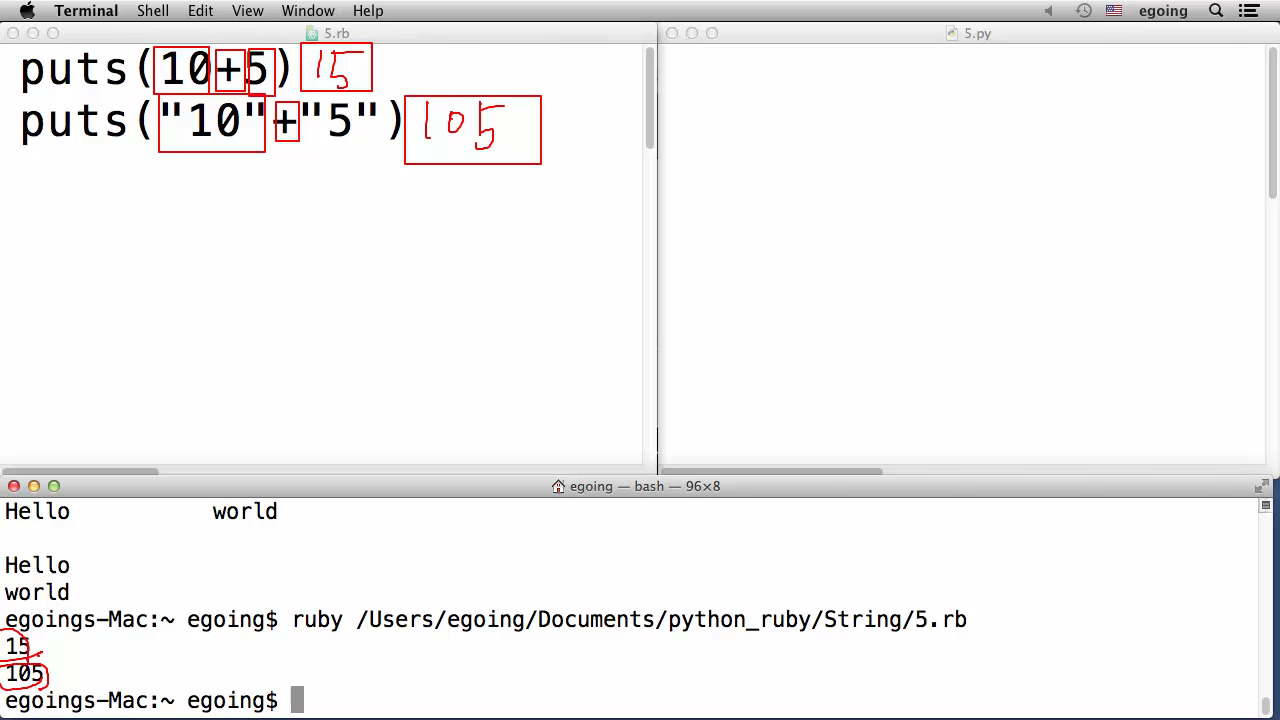 Terminal Shell Edit View Window Help egoing
5.rb
puts(10+5) 15
puts("10"+"5") 105
5.py
egoing — bash — 96×8
Hello world
Hello
world
egoings-Mac:~ egoing$ ruby /Users/egoing/Documents/python_ruby/String/5.rb
15
105
egoings-Mac:~ egoing$